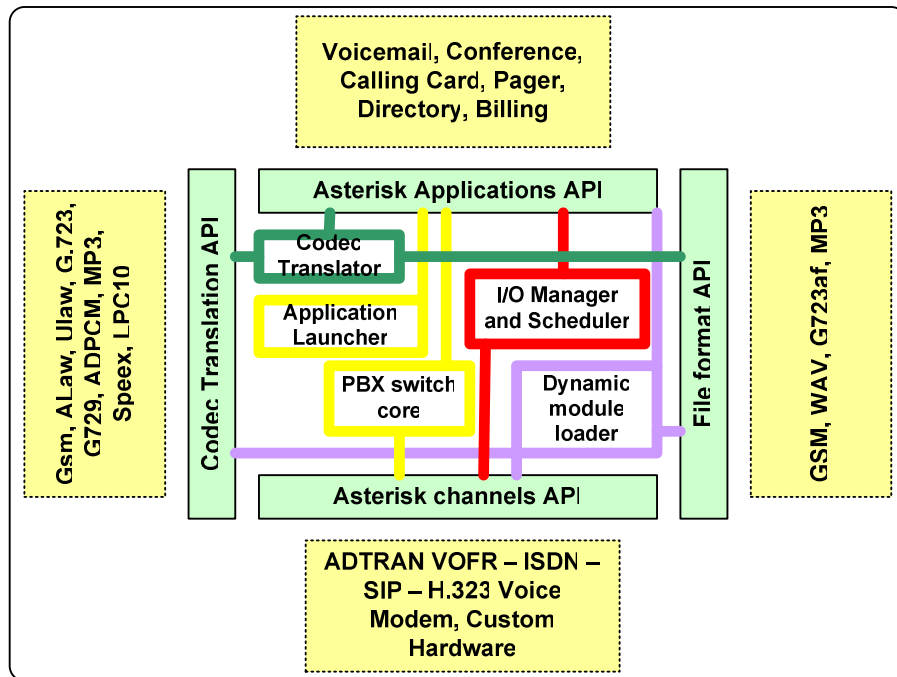 Voicemail, Conference,
Calling Card, Pager,
Directory, Billing
Asterisk Applications API
Gsm, ALaw, Ulaw, G.723,
G729, ADPCM, MP3,
Speex, LPC10
Codec Translation API
Codec
Translator
Application
Launcher
I/O Manager
and Scheduler
PBX switch
core
Dynamic
module
loader
File format API
GSM, WAV, G723af, MP3
Asterisk channels API
ADTRAN VOFR – ISDN –
SIP – H.323 Voice
Modem, Custom
Hardware